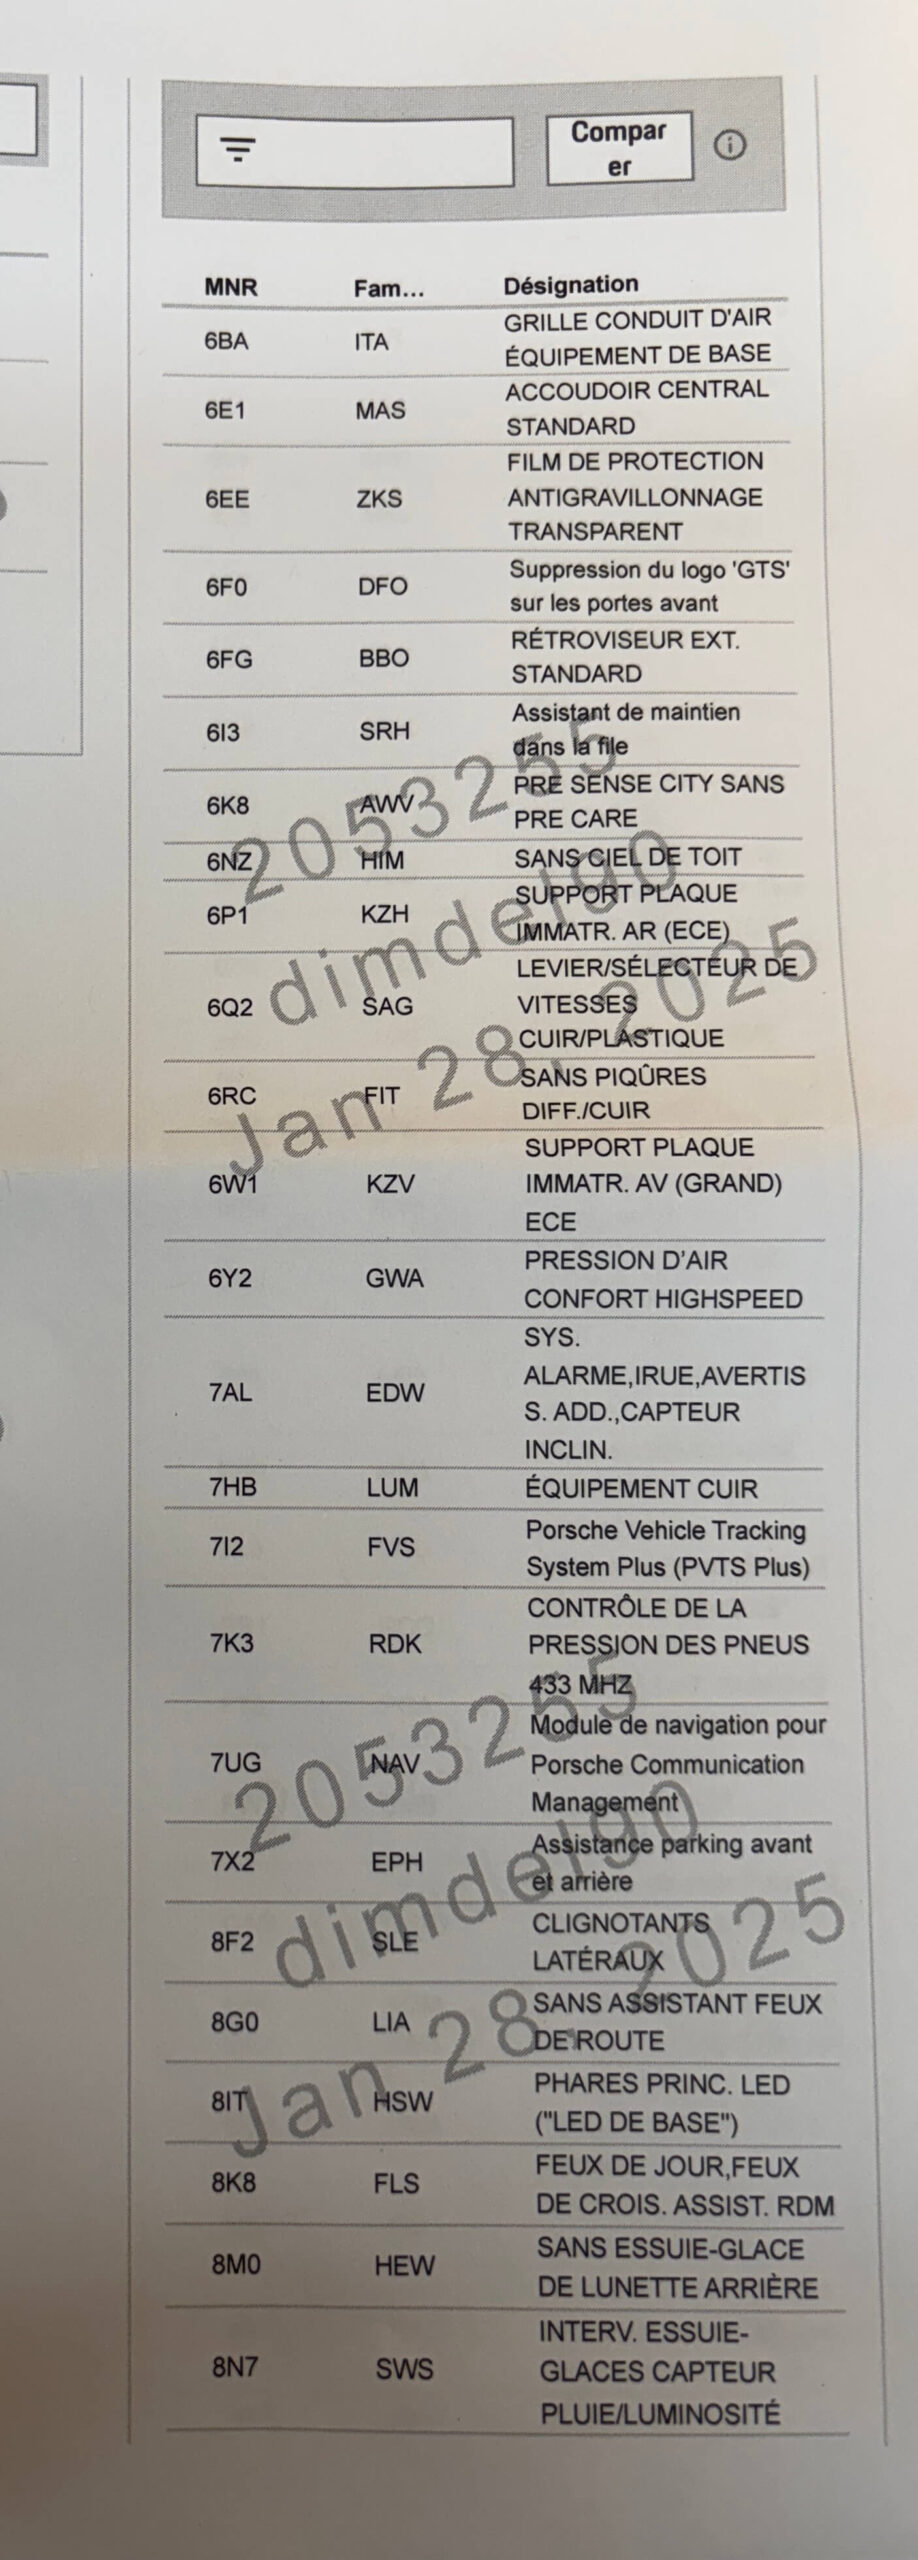 Compar
er
MNR Fam... Désignation
6BA ITA GRILLE CONDUIT D'AIR
ÉQUIPEMENT DE BASE
6E1 MAS ACCOUDOIR CENTRAL
STANDARD
6EE ZKS FILM DE PROTECTION
ANTIGRAVILLONNAGE
TRANSPARENT
6F0 DFO Suppression du logo 'GTS'
sur les portes avant
6FG BBO RÉTROVISEUR EXT.
STANDARD
6I3 SRH Assistant de maintien
dans la file
6K8 AWV PRE SENSE CITY SANS
PRE CARE
6NZ HIM SANS CIEL DE TOIT
6P1 KZH SUPPORT PLAQUE
IMMATR. AR (ECE)
6Q2 SAG LEVIER/SÉLECTEUR DE
VITESSES
CUIR/PLASTIQUE
6RC FIT SANS PIQÛRES
DIFF./CUIR
6W1 KZV SUPPORT PLAQUE
IMMATR. AV (GRAND)
ECE
6Y2 GWA PRESSION D'AIR
CONFORT HIGHSPEED
7AL EDW SYS.
ALARME,IRUE,AVERTIS
S. ADD.,CAPTEUR
INCLIN.
7HB LUM ÉQUIPEMENT CUIR
7I2 FVS Porsche Vehicle Tracking
System Plus (PVTS Plus)
7K3 RDK CONTRÔLE DE LA
PRESSION DES PNEUS
433 MHZ
7UG NAV Module de navigation pour
Porsche Communication
Management
7X2 EPH Assistance parking avant
et arrière
8F2 SLE CLIGNOTANTS
LATÉRAUX
8G0 LIA SANS ASSISTANT FEUX
DE ROUTE
8IT HSW PHARES PRINC. LED
("LED DE BASE")
8K8 FLS FEUX DE JOUR,FEUX
DE CROIS. ASSIST. RDM
8M0 HEW SANS ESSUIE-GLACE
DE LUNETTE ARRIÈRE
8N7 SWS INTERV. ESSUIE-
GLACES CAPTEUR
PLUIE/LUMINOSITÉ
2053255
dimdelgo
Jan 28, 2025
2053255
dimdelgo
Jan 28, 2025